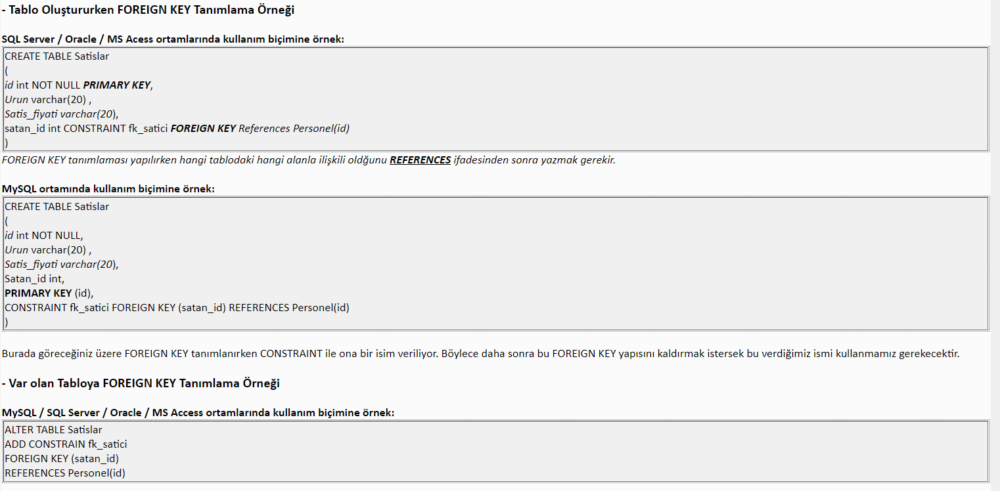 - Tablo Oluştururken FOREIGN KEY Tanımlama Örneği
SQL Server / Oracle / MS Acess ortamlarında kullanım biçimine örnek:
CREATE TABLE Satislar
(
id int NOT NULL PRIMARY KEY,
Urun varchar(20) ,
Satis_fiyati varchar(20),
satan_id int CONSTRAINT fk_satici FOREIGN KEY References Personel(id)
)
FOREIGN KEY tanımlaması yapılırken hangi tablodaki hangi alanla ilişkili oldğunu REFERENCES ifadesinden sonra yazmak gerekir.
MySQL ortamında kullanım biçimine örnek:
CREATE TABLE Satislar
(
id int NOT NULL,
Urun varchar(20) ,
Satis_fiyati varchar(20),
Satan_id int,
PRIMARY KEY (id),
CONSTRAINT fk_satici FOREIGN KEY (satan_id) REFERENCES Personel(id)
)
Burada göreceğiniz üzere FOREIGN KEY tanımlanırken CONSTRAINT ile ona bir isim veriliyor. Böylece daha sonra bu FOREIGN KEY yapısını kaldırmak istersek bu verdiğimiz ismi kullanmamız gerekecektir.
- Var olan Tabloya FOREIGN KEY Tanımlama Örneği
MySQL / SQL Server / Oracle / MS Access ortamlarında kullanım biçimine örnek:
ALTER TABLE Satislar
ADD CONSTRAIN fk_satici
FOREIGN KEY (satan_id)
REFERENCES Personel(id)